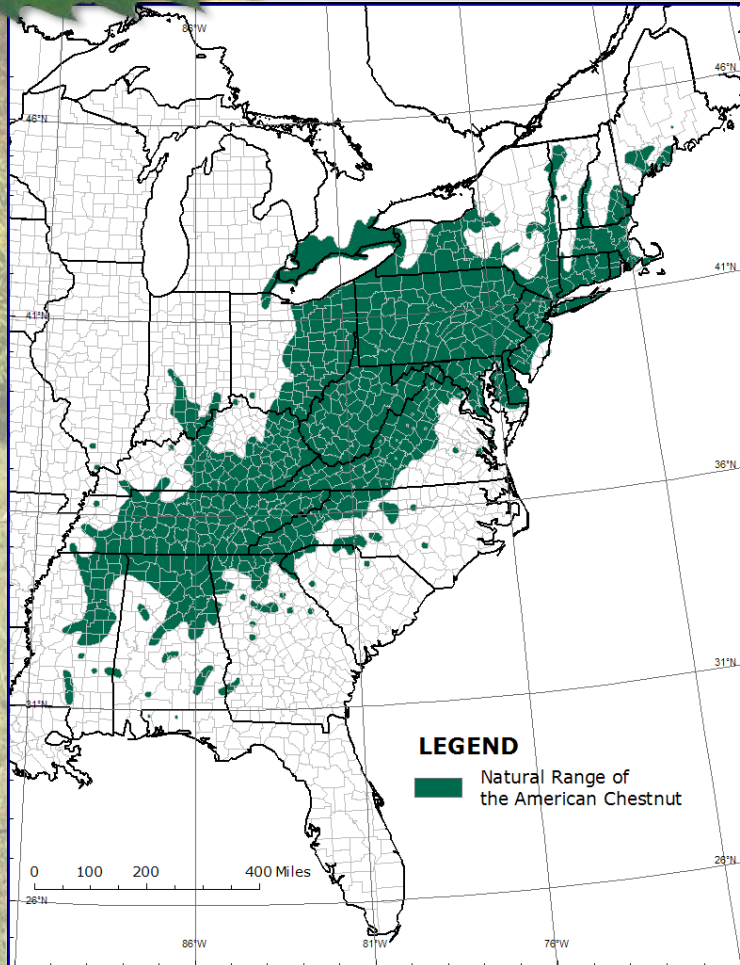 86°W
46°N
46°N
41°N
41°N
36°N
31°N
31°N
LEGEND
Natural Range of
the American Chestnut
0 100 200 400 Miles
26°N
26°N
86°W 81°W 76°W